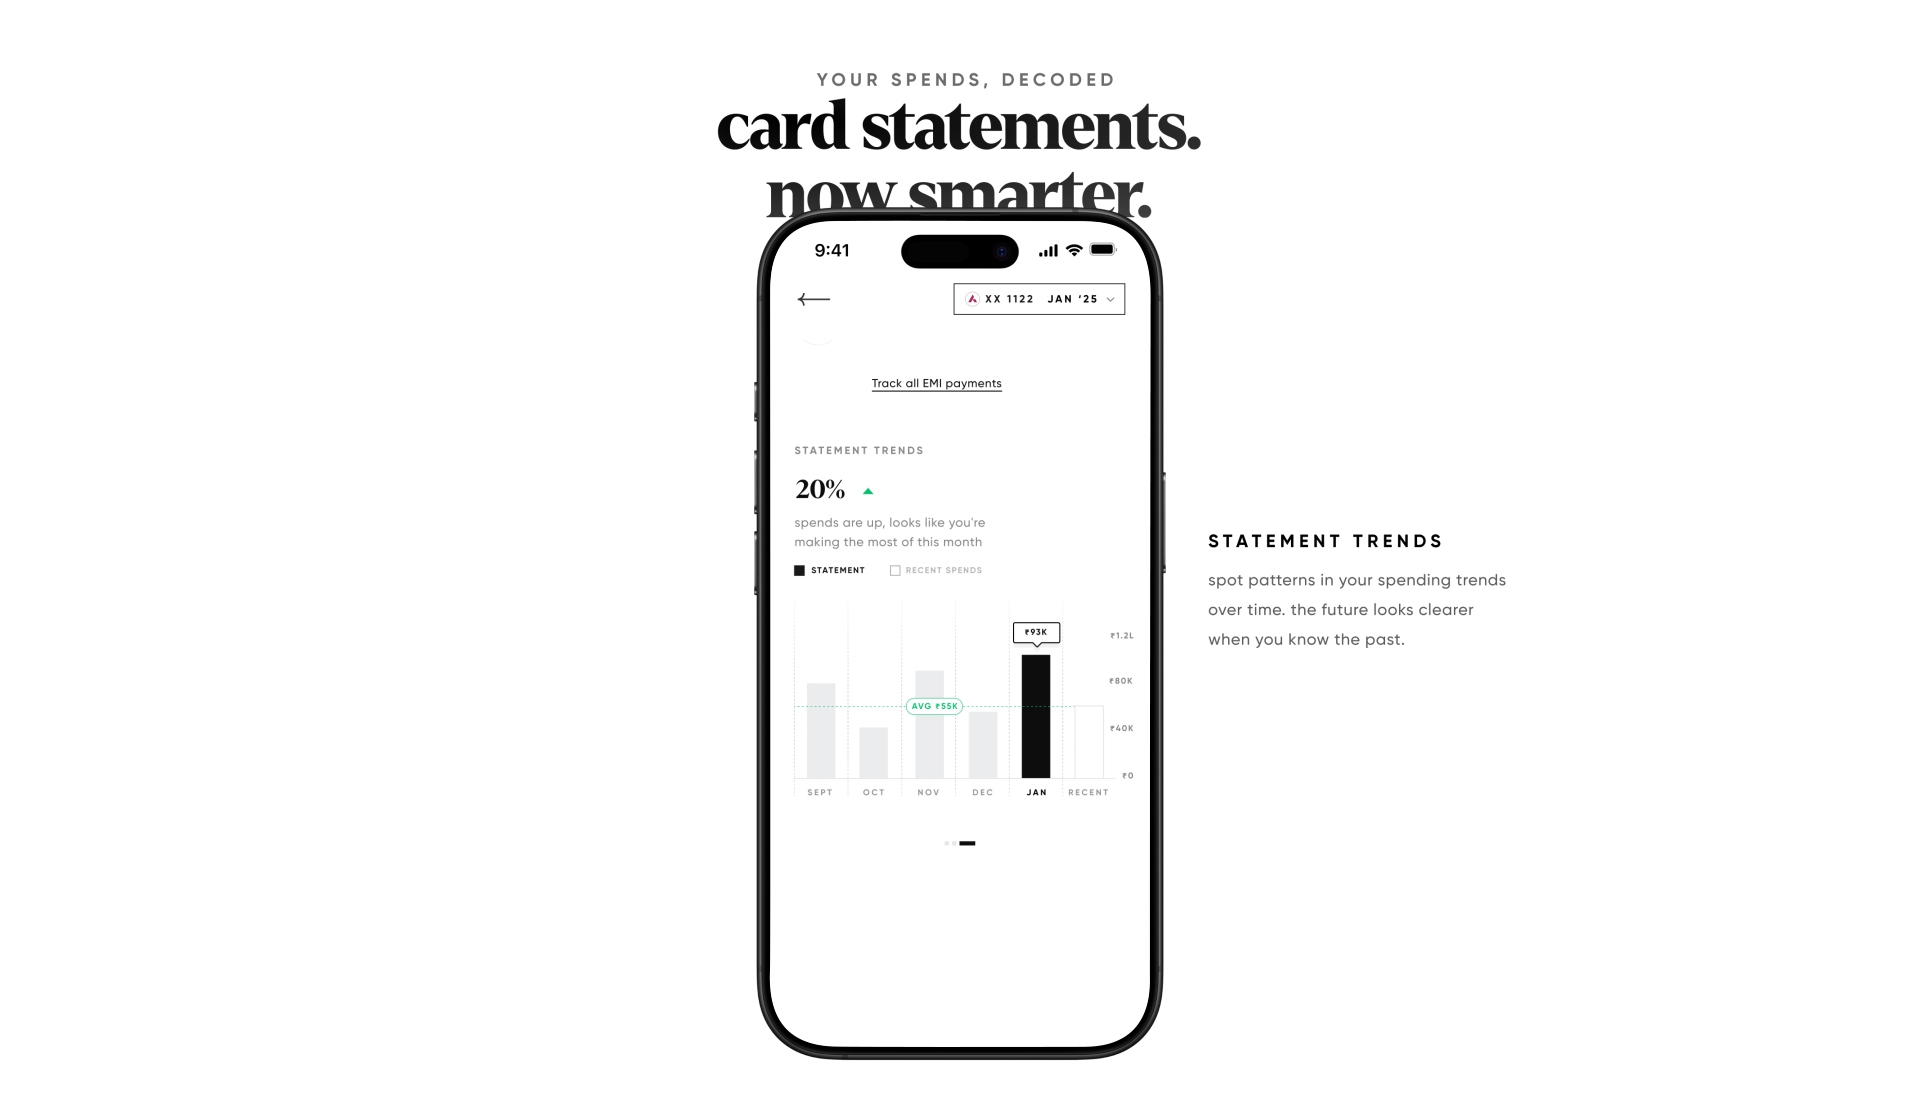 YOUR SPENDS, DECODED
card statements.
now smarter.
9:41
XX 1122 JAN ‘25
Track all EMI payments
STATEMENT TRENDS
20%
spends are up, looks like you're
making the most of this month
STATEMENT RECENT SPENDS
₹93K
₹1.2L
₹80K
AVG ₹55K
₹40K
₹0
SEPT OCT NOV DEC JAN RECENT
STATEMENT TRENDS
spot patterns in your spending trends
over time. the future looks clearer
when you know the past.